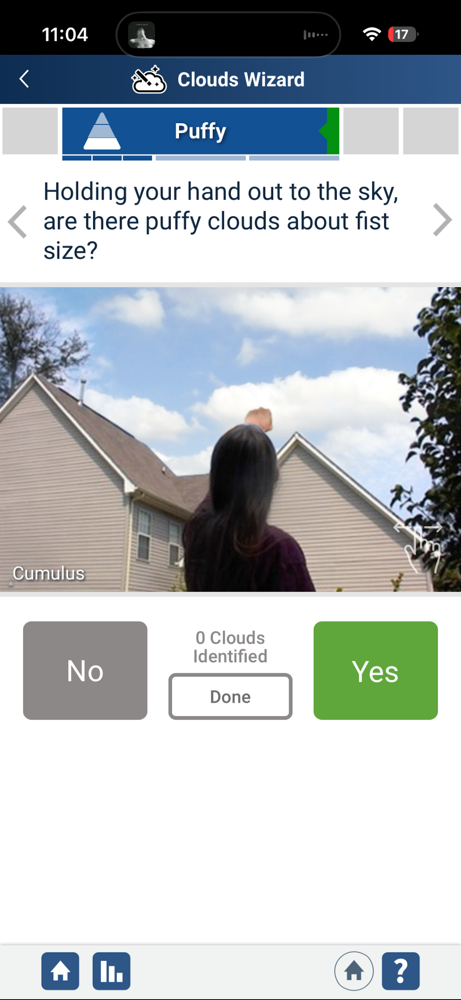 11:04
17
Clouds Wizard
Puffy
Holding your hand out to the sky,
are there puffy clouds about fist
size?
Cumulus
No
0 Clouds
Identified
Done
Yes
?